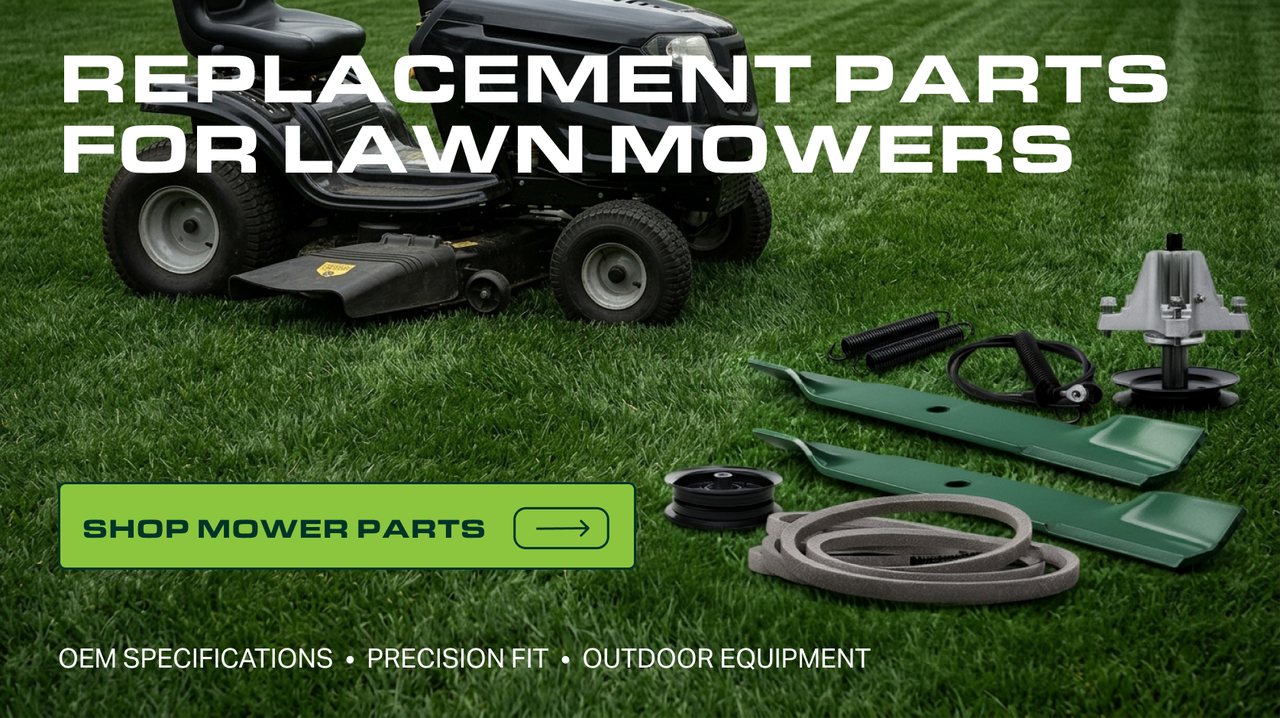 REPLACEMENT PARTS
FOR LAWN MOWERS
SHOP MOWER PARTS
OEM SPECIFICATIONS • PRECISION FIT • OUTDOOR EQUIPMENT